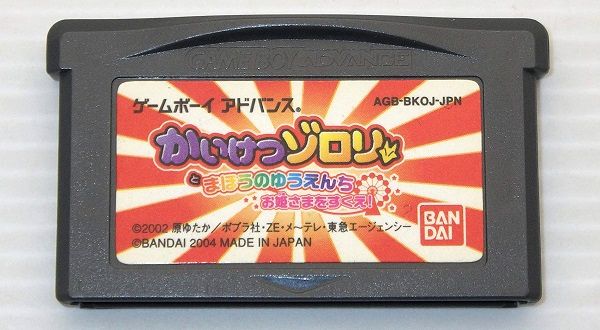 GAME BOY ADVANCE
ゲームボーイ アドバンス®
AGB-BKOJ-JPN
かいけつゾロリ
と まほうのゆうえんち
お姫さまをすくえ!
©2002 原ゆたか/ポプラ社・ZE・メ~テレ・東急エージェンシー
©BANDAI 2004 MADE IN JAPAN
BAN
DAI